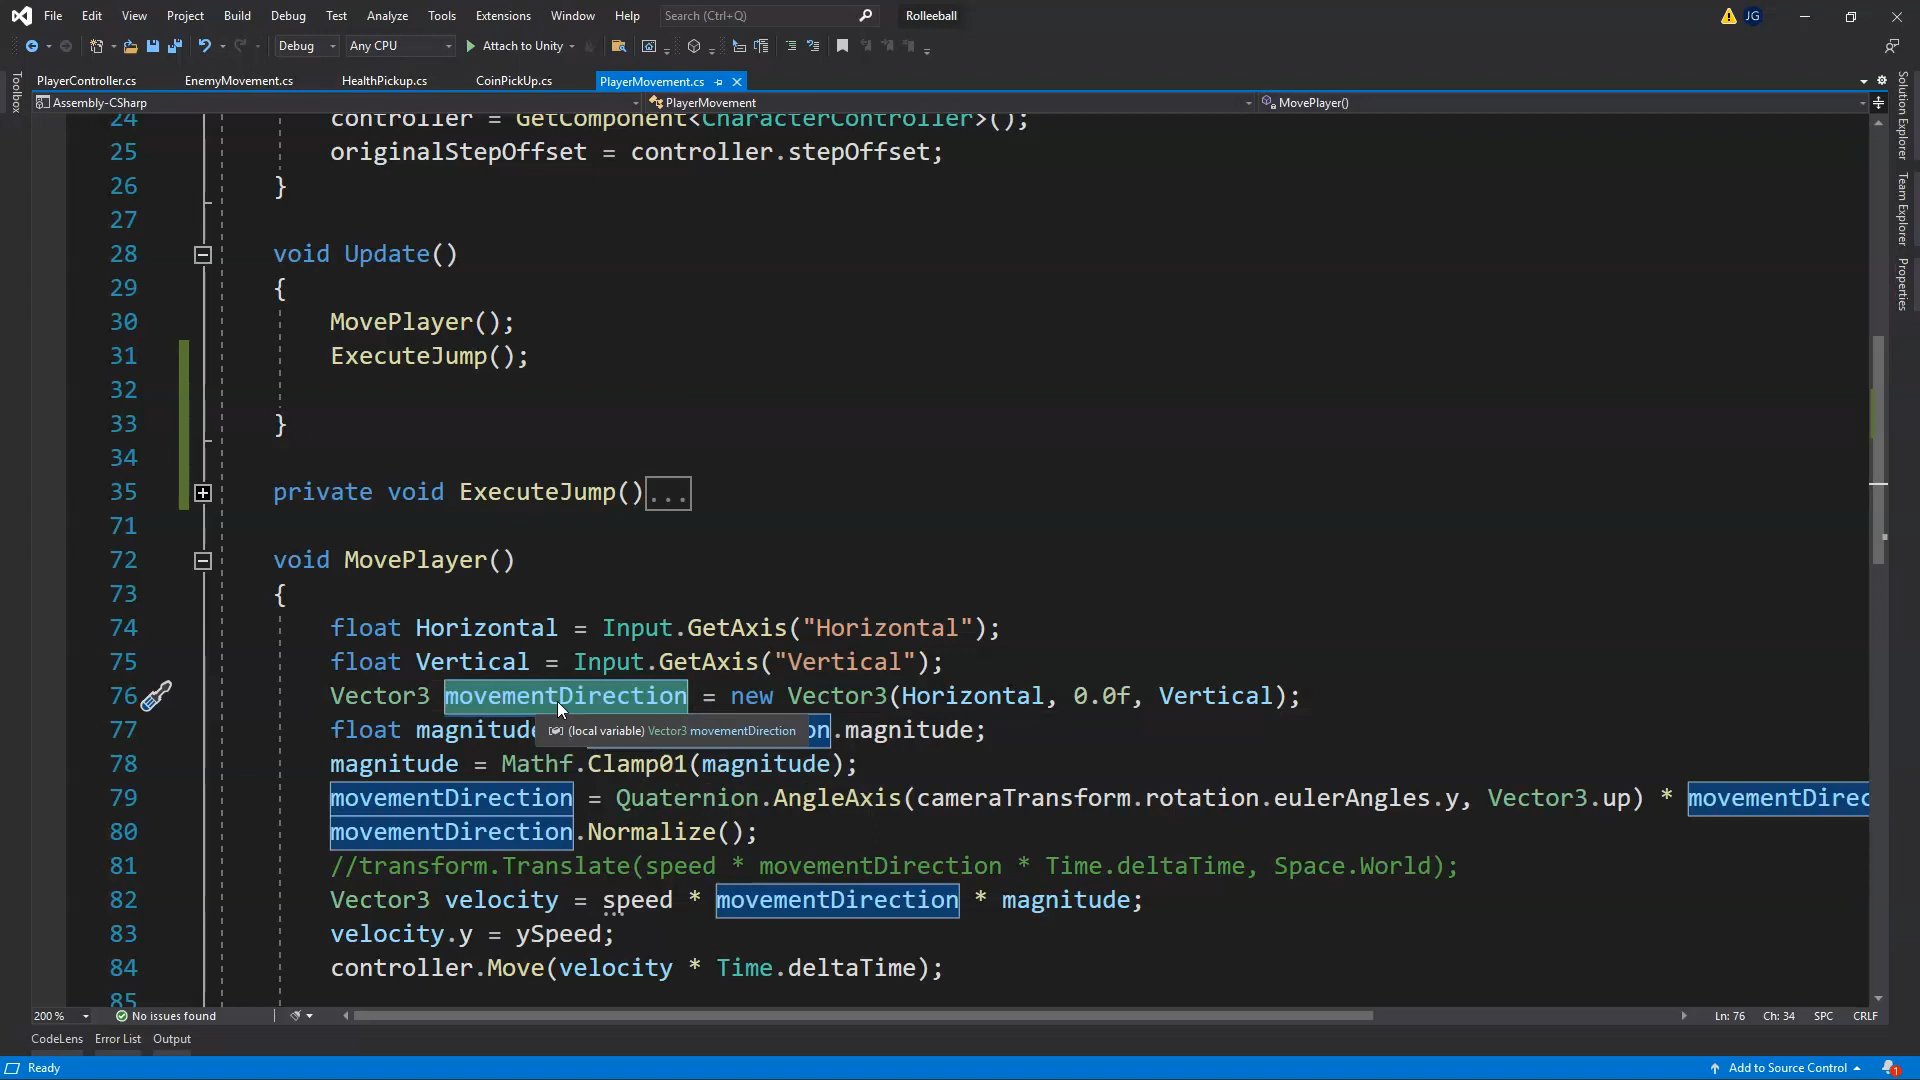 File Edit View Project Build Debug Test Analyze Tools Extensions Window Help Search (Ctrl+Q) Rolleeball JG
Debug Any CPU Attach to Unity
PlayerController.cs EnemyMovement.cs HealthPickup.cs CoinPickUp.cs PlayerMovement.cs
Assembly-CSharp PlayerMovement MovePlayer()
Toolbox
Solution Explorer
Team Explorer
Properties
24 controller = GetComponent<CharacterController>();
25 originalStepOffset = controller.stepOffset;
26 }
27
28 void Update()
29 {
30 MovePlayer();
31 ExecuteJump();
32
33 }
34
35 private void ExecuteJump()...
71
72 void MovePlayer()
73 {
74 float Horizontal = Input.GetAxis("Horizontal");
75 float Vertical = Input.GetAxis("Vertical");
76 Vector3 movementDirection = new Vector3(Horizontal, 0.0f, Vertical);
77 float magnitude on.magnitude;
(local variable) Vector3 movementDirection
78 magnitude = Mathf.Clamp01(magnitude);
79 movementDirection = Quaternion.AngleAxis(cameraTransform.rotation.eulerAngles.y, Vector3.up) * movementDirec
80 movementDirection.Normalize();
81 //transform.Translate(speed * movementDirection * Time.deltaTime, Space.World);
82 Vector3 velocity = speed * movementDirection * magnitude;
83 velocity.y = ySpeed;
84 controller.Move(velocity * Time.deltaTime);
85
200 % No issues found Ln: 76 Ch: 34 SPC CRLF
CodeLens Error List Output
Ready Add to Source Control 1